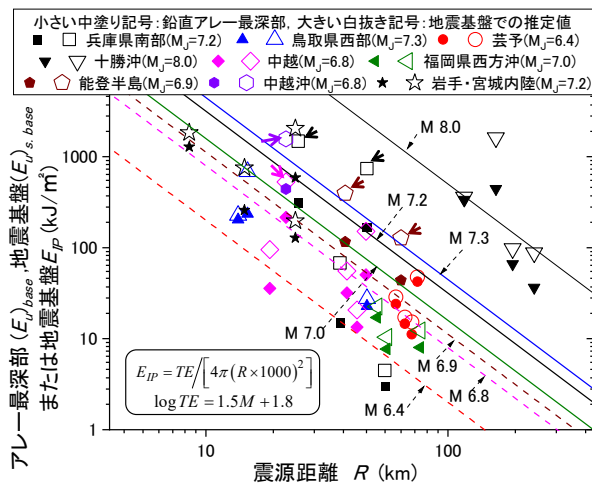 小さい中塗り記号:鉛直アレー最深部, 大きい白抜き記号:地震基盤での推定値
兵庫県南部(MJ=7.2) 鳥取県西部(MJ=7.3) 芸予(MJ=6.4)
十勝沖(MJ=8.0) 中越(MJ=6.8) 福岡県西方沖(MJ=7.0)
能登半島(MJ=6.9) 中越沖(MJ=6.8) 岩手・宮城内陸(MJ=7.2)
アレー最深部(Eu)base,地震基盤(Eu)s.base
または地震基盤EIP (kJ/m²)
1000
100
10
1
M 8.0
M 7.2
M 7.3
M 7.0
M 6.9
M 6.8
M 6.4
EIP=TE/[4π(R×1000)²]
log TE=1.5M+1.8
10 100
震源距離 R (km)